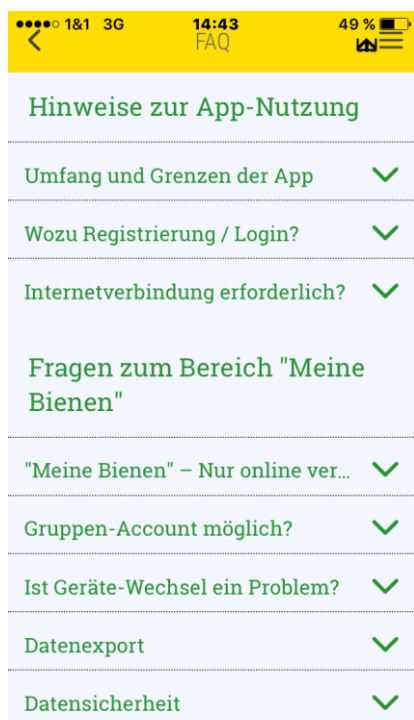 1&1 3G 14:43 49 %
FAQ
Hinweise zur App-Nutzung
Umfang und Grenzen der App
Wozu Registrierung / Login?
Internetverbindung erforderlich?
Fragen zum Bereich "Meine
Bienen"
"Meine Bienen" – Nur online ver...
Gruppen-Account möglich?
Ist Geräte-Wechsel ein Problem?
Datenexport
Datensicherheit